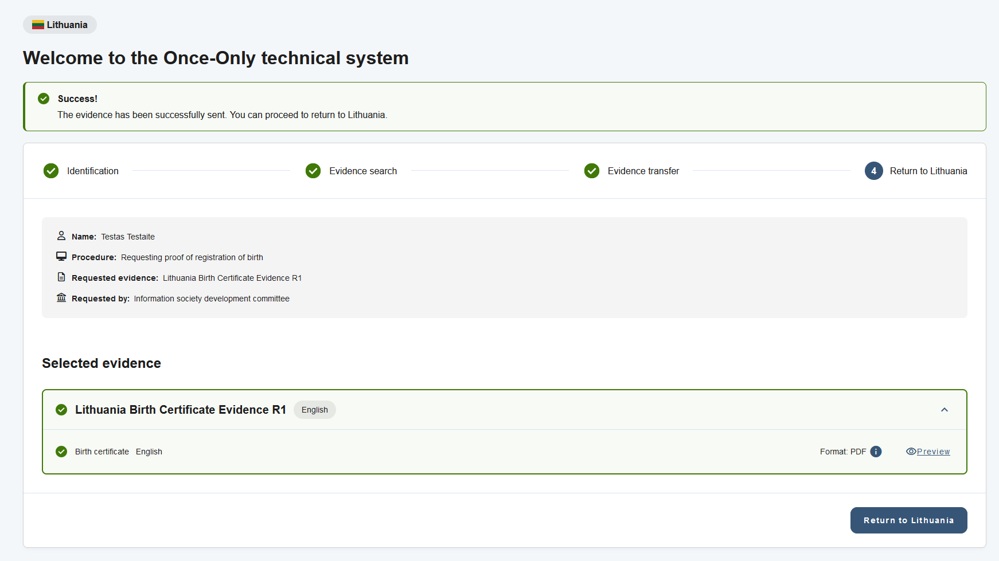 Lithuania
Welcome to the Once-Only technical system
Success!
The evidence has been successfully sent. You can proceed to return to Lithuania.
Identification
Evidence search
Evidence transfer
4 Return to Lithuania
Name: Testas Testaite
Procedure: Requesting proof of registration of birth
Requested evidence: Lithuania Birth Certificate Evidence R1
Requested by: Information society development committee
Selected evidence
Lithuania Birth Certificate Evidence R1 English
Birth certificate English Format: PDF i Preview
Return to Lithuania